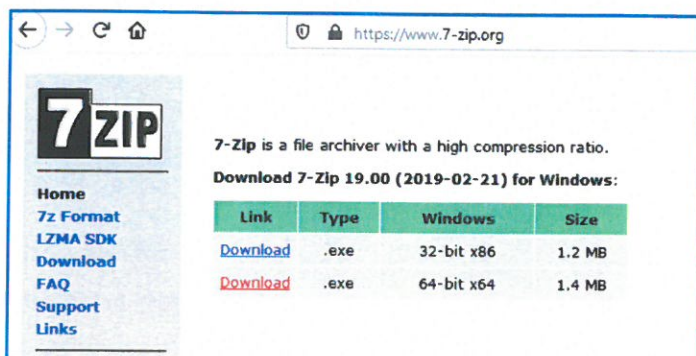 https://www.7-zip.org
7 ZIP
Home
7z Format
LZMA SDK
Download
FAQ
Support
Links
7-Zip is a file archiver with a high compression ratio.
Download 7-Zip 19.00 (2019-02-21) for Windows:
Link Type Windows Size
Download .exe 32-bit x86 1.2 MB
Download .exe 64-bit x64 1.4 MB